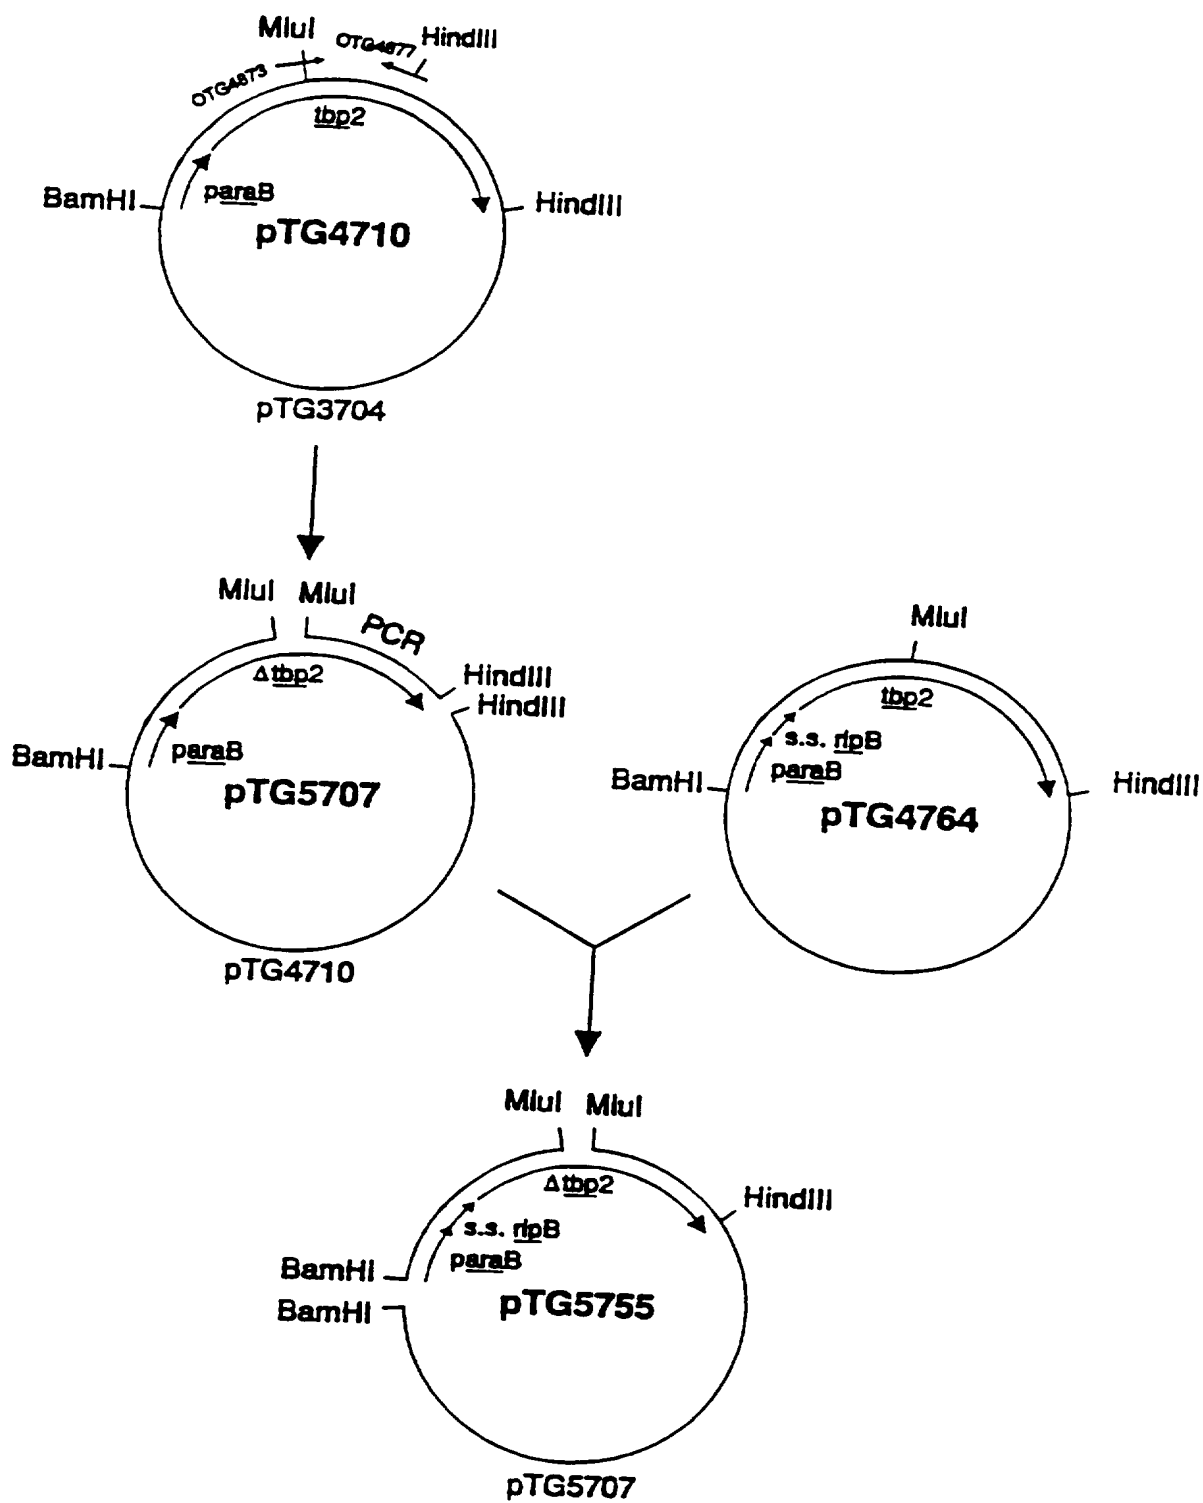 MluI
OTG4877
HindIII
OTG4873
tbp2
BamHI
paraB
HindIII
pTG4710
pTG3704
MluI MluI
PCR
HindIII
HindIII
Δtbp2
BamHI
paraB
pTG5707
pTG4710
MluI
tbp2
s.s. rlpB
paraB
BamHI
HindIII
pTG4764
MluI MluI
Δtbp2
HindIII
s.s. rlpB
paraB
BamHI
BamHI
pTG5755
pTG5707